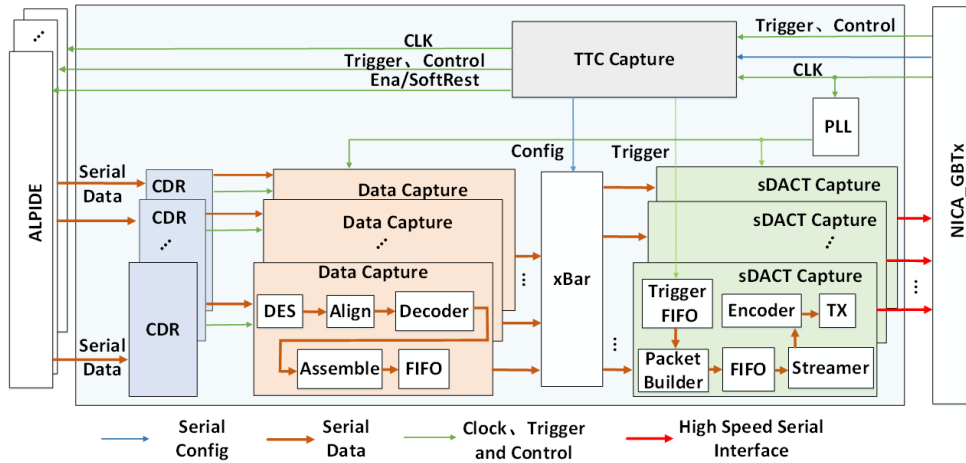 CLK
Trigger、Control
Ena/SoftRest
TTC Capture
Trigger、Control
CLK
PLL
ALPIDE
NICA_GBTx
Config
Trigger
Serial
Data
CDR
CDR
CDR
Serial
Data
Data Capture
Data Capture
Data Capture
DES
Align
Decoder
Assemble
FIFO
xBar
sDACT Capture
sDACT Capture
sDACT Capture
Trigger
FIFO
Encoder
TX
Packet
Builder
FIFO
Streamer
Serial
Config
Serial
Data
Clock、Trigger
and Control
High Speed Serial
Interface